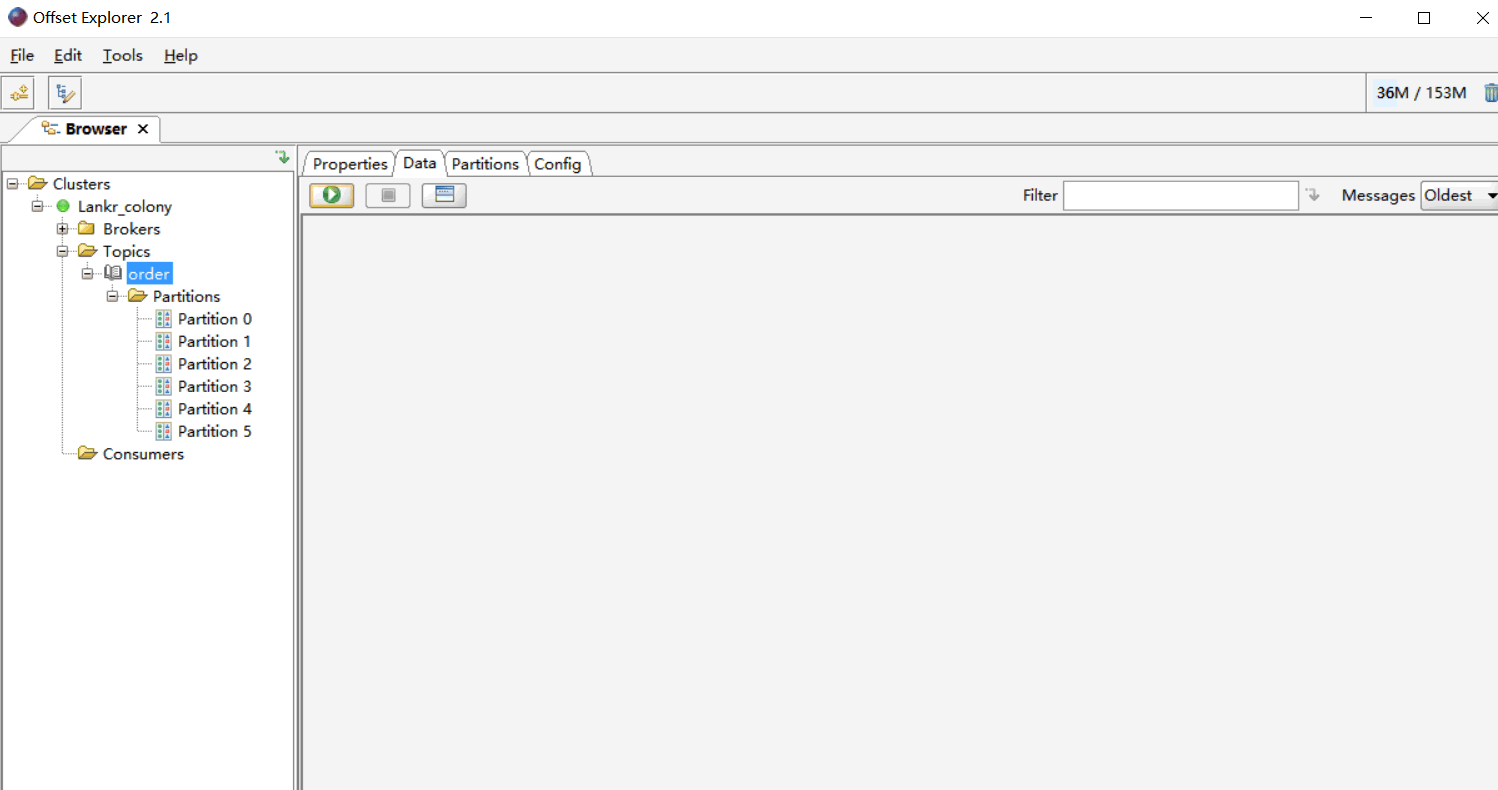 Offset Explorer 2.1
File Edit Tools Help
36M / 153M
Browser
Properties Data Partitions Config
Filter Messages Oldest
Clusters
Lankr_colony
Brokers
Topics
order
Partitions
Partition 0
Partition 1
Partition 2
Partition 3
Partition 4
Partition 5
Consumers